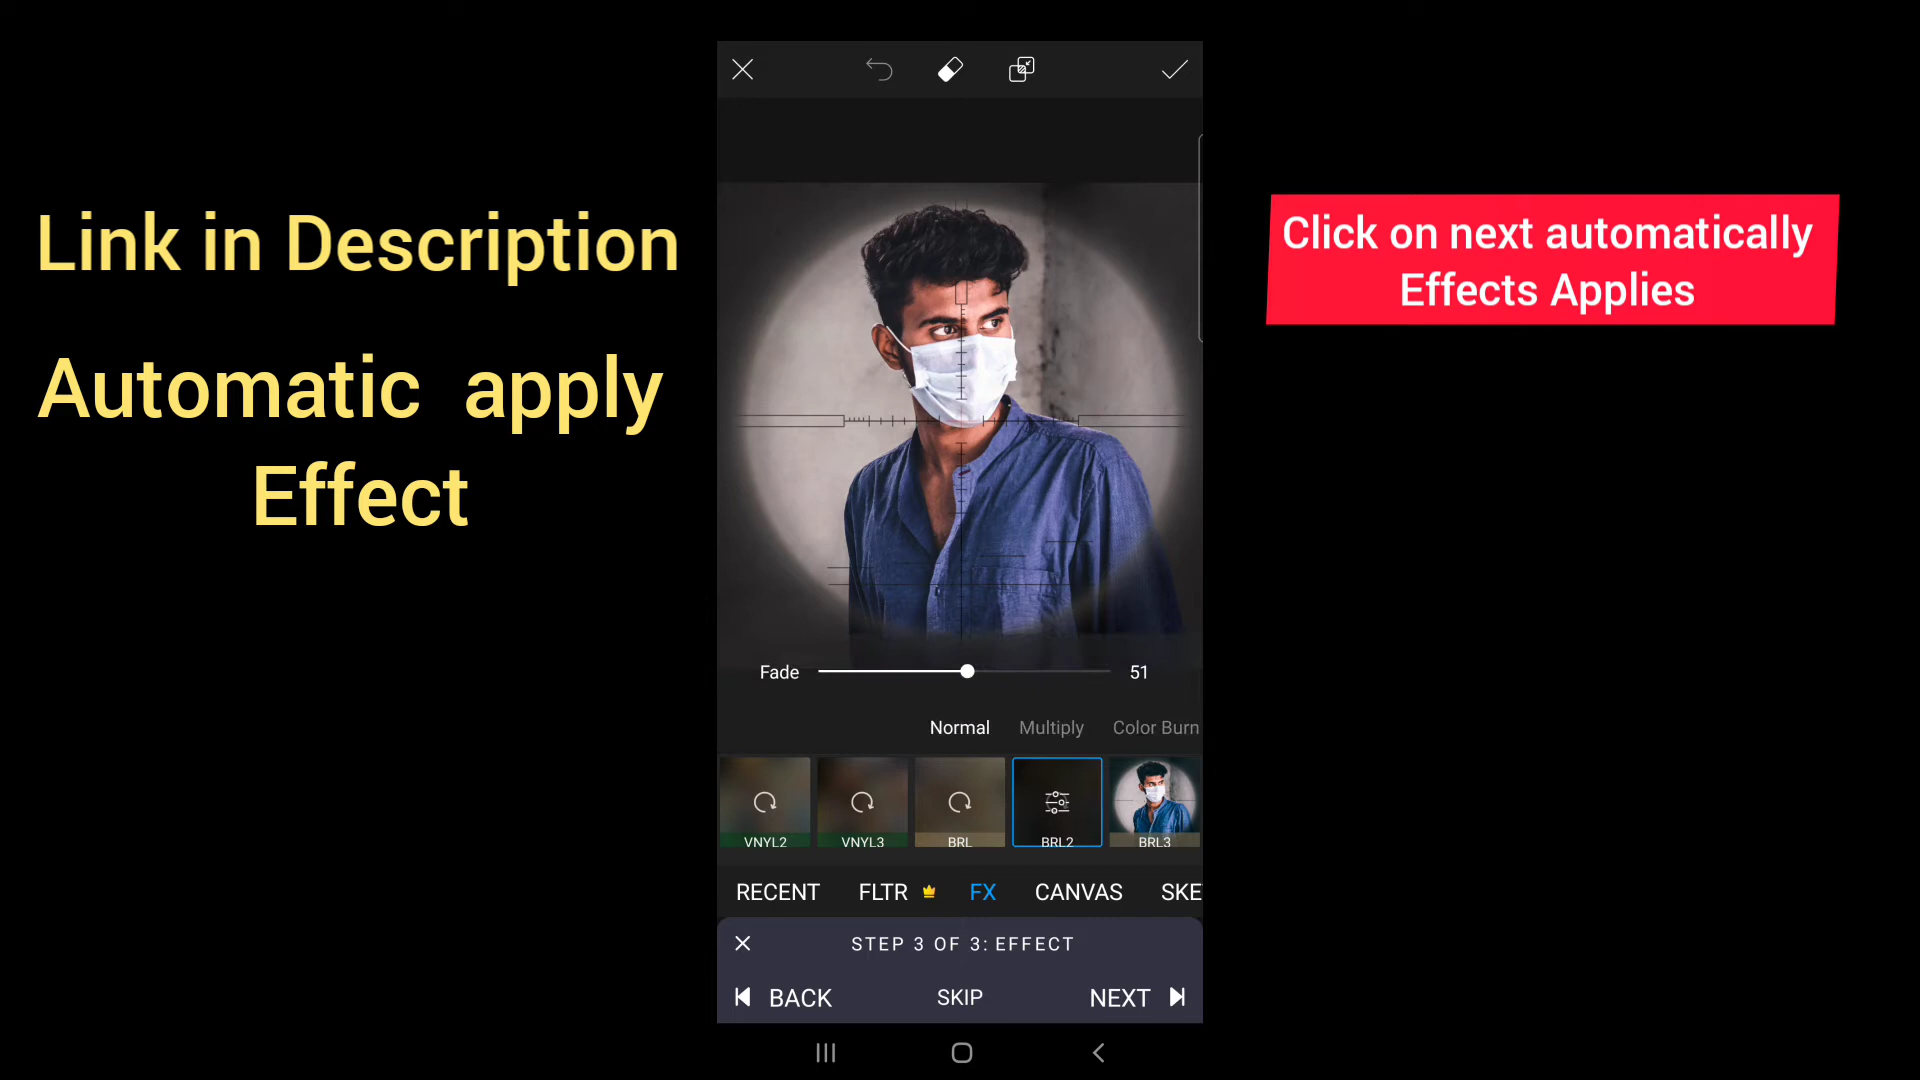 Link in Description
Automatic apply
Effect
Click on next automatically
Effects Applies
Fade 51
Normal Multiply Color Burn
VNYL2 VNYL3 BRL BRL2 BRL3
RECENT FLTR FX CANVAS SKE
STEP 3 OF 3: EFFECT
BACK SKIP NEXT